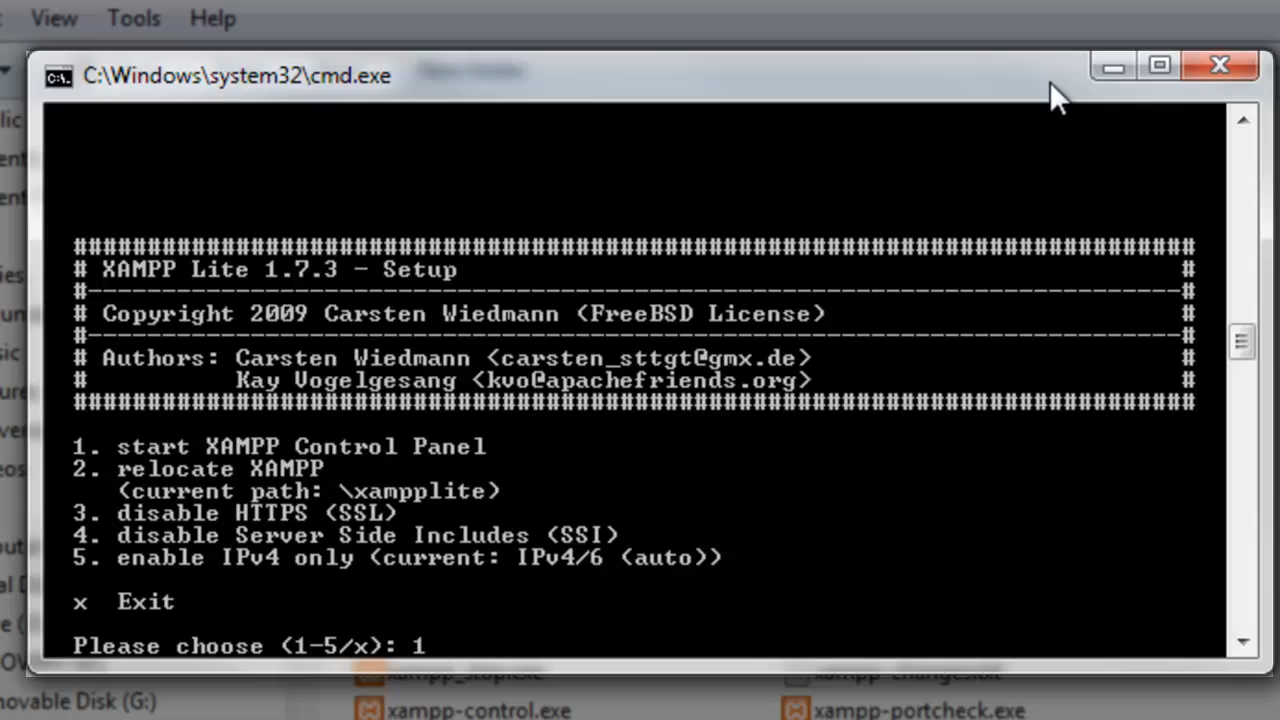 View Tools Help
C:\Windows\system32\cmd.exe
################################################################################
# XAMPP Lite 1.7.3 - Setup #
#--------------------------------------------------------------------------#
# Copyright 2009 Carsten Wiedmann (FreeBSD License) #
#--------------------------------------------------------------------------#
# Authors: Carsten Wiedmann <carsten_sttgt@gmx.de> #
# Kay Vogelgesang <kvo@apachefriends.org> #
################################################################################
1. start XAMPP Control Panel
2. relocate XAMPP
(current path: \xampplite)
3. disable HTTPS (SSL)
4. disable Server Side Includes (SSI)
5. enable IPv4 only (current: IPv4/6 (auto))
x Exit
Please choose (1-5/x): 1
movable Disk (G:)
xampp-control.exe
xampp-portcheck.exe